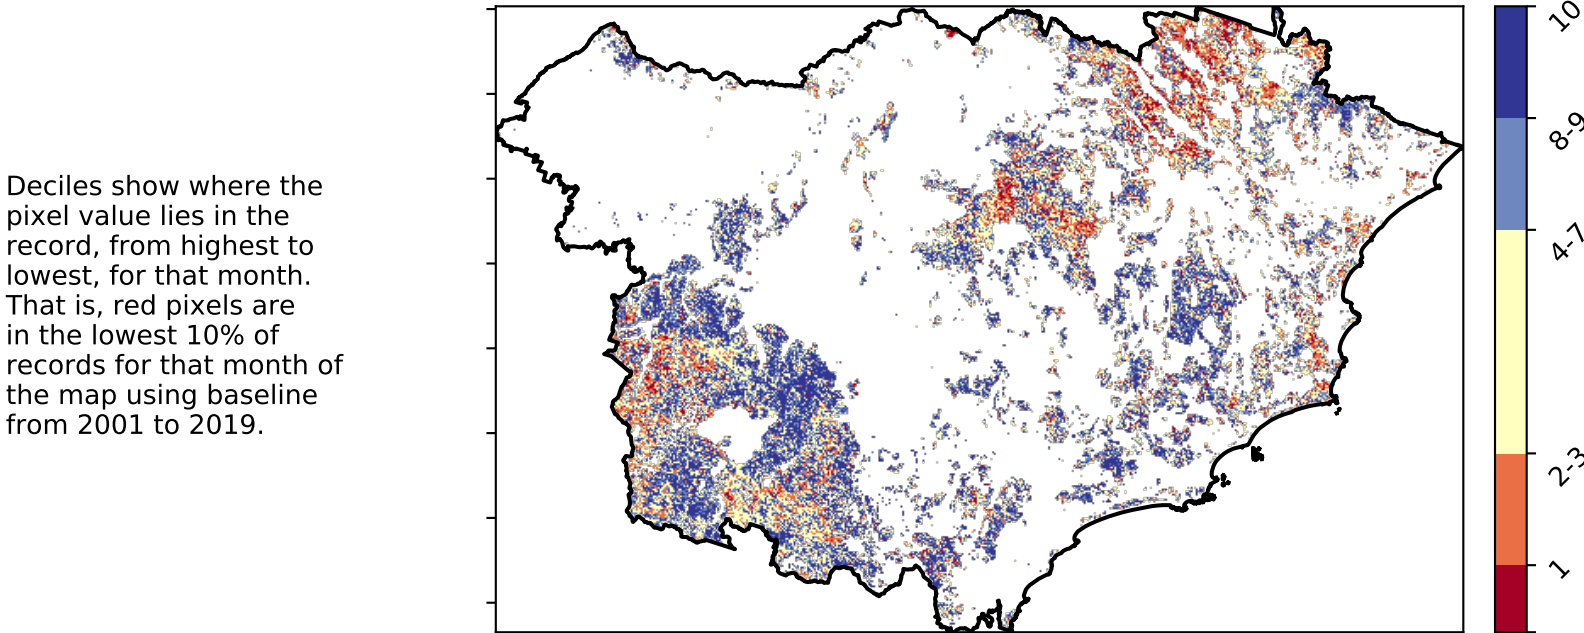 Deciles show where the
pixel value lies in the
record, from highest to
lowest, for that month.
That is, red pixels are
in the lowest 10% of
records for that month of
the map using baseline
from 2001 to 2019.
10
8-9
4-7
2-3
1